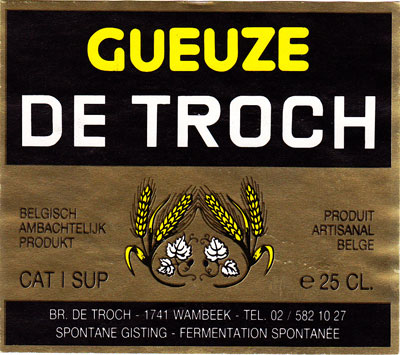 GUEUZE
DE TROCH
BELGISCH
AMBACHTELIJK
PRODUKT
PRODUIT
ARTISANAL
BELGE
CAT I SUP
e 25 CL.
BR. DE TROCH - 1741 WAMBEEK - TEL. 02 / 582 10 27
SPONTANE GISTING - FERMENTATION SPONTANÉE